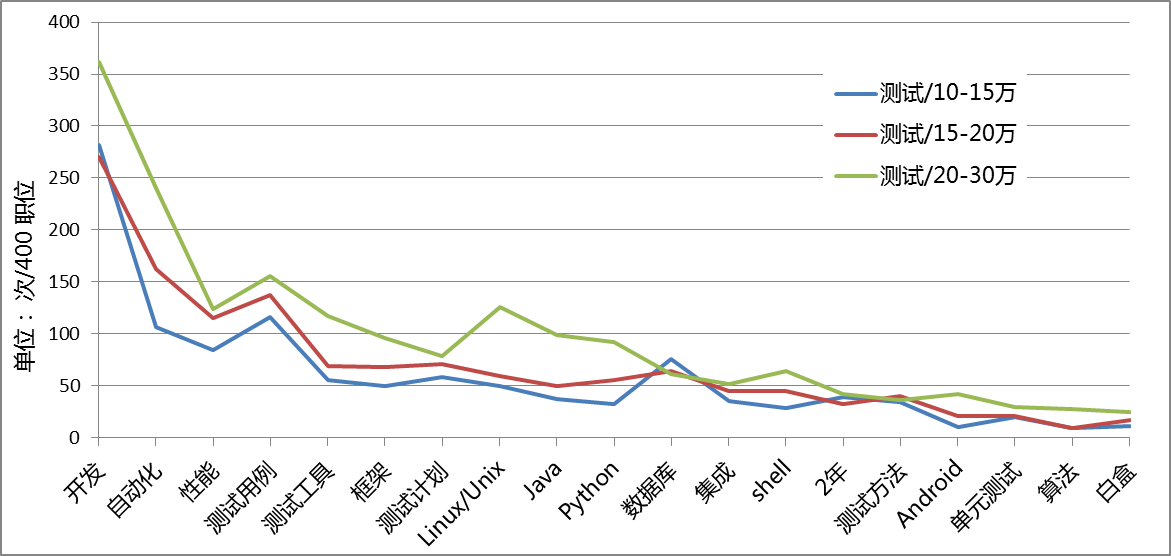 400
350
300
250
200
150
100
50
0
单位：次/400 职位
测试/10-15万
测试/15-20万
测试/20-30万
开发
自动化
性能
测试用例
测试工具
框架
测试计划
Linux/Unix
Java
Python
数据库
集成
shell
2年
测试方法
Android
单元测试
算法
白盒